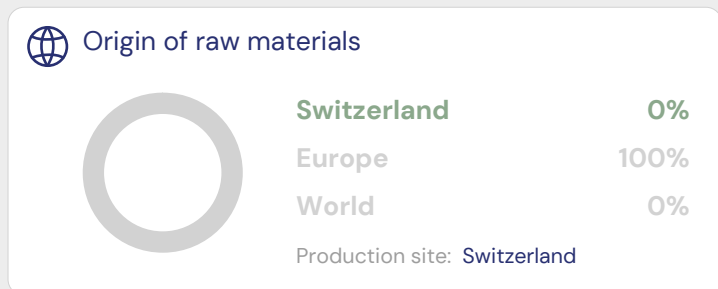 Origin of raw materials
Switzerland 0%
Europe 100%
World 0%
Production site: Switzerland